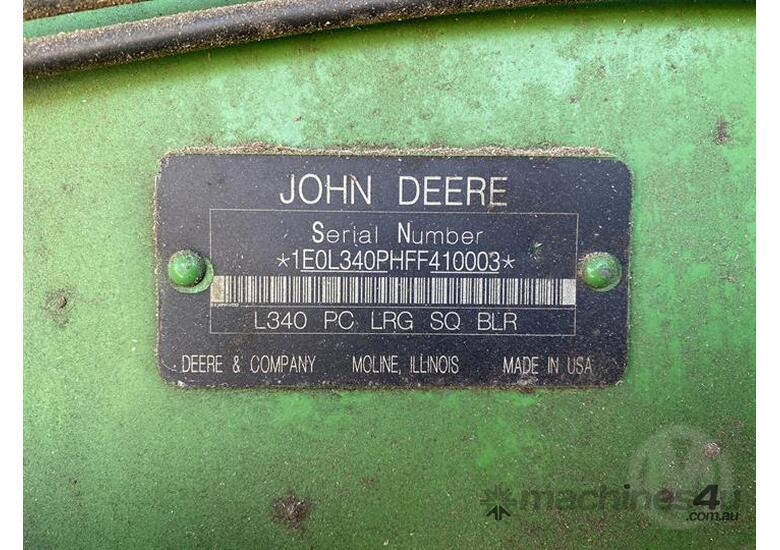 JOHN DEERE
Serial Number
*1E0L340PHFF410003*
L340 PC LRG SQ BLR
DEERE & COMPANY MOLINE, ILLINOIS MADE IN USA
machines4u
.com.au